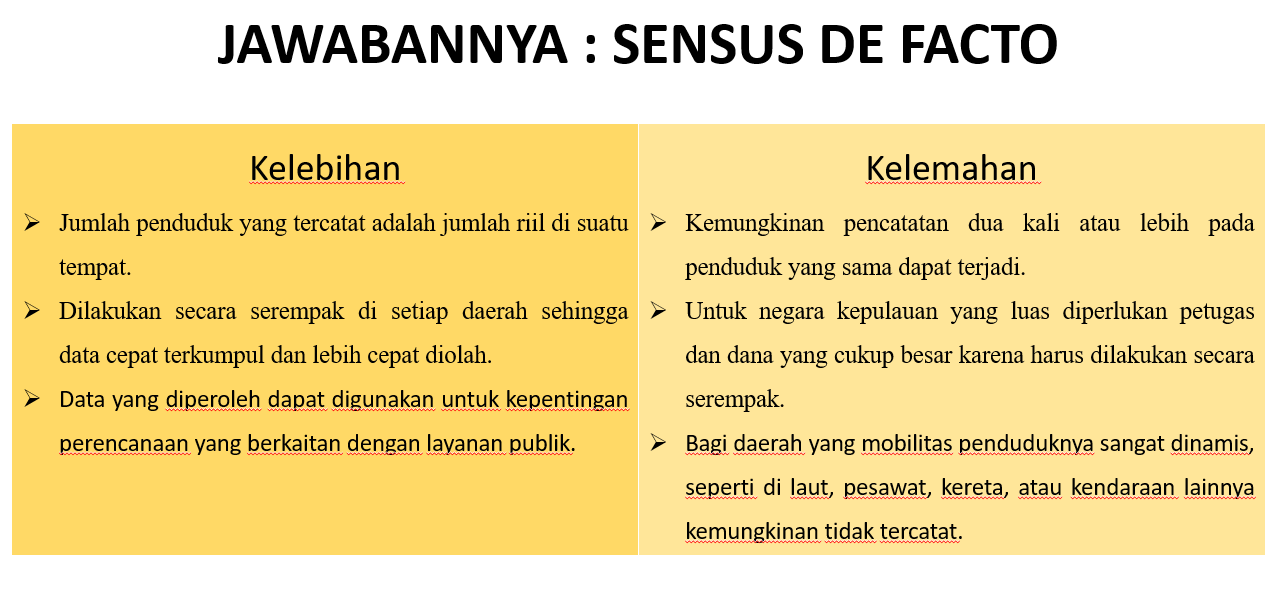 JAWABANNYA : SENSUS DE FACTO
Kelebihan
➢ Jumlah penduduk yang tercatat adalah jumlah riil di suatu
tempat.
➢ Dilakukan secara serempak di setiap daerah sehingga
data cepat terkumpul dan lebih cepat diolah.
➢ Data yang diperoleh dapat digunakan untuk kepentingan
perencanaan yang berkaitan dengan layanan publik.
Kelemahan
➢ Kemungkinan pencatatan dua kali atau lebih pada
penduduk yang sama dapat terjadi.
➢ Untuk negara kepulauan yang luas diperlukan petugas
dan dana yang cukup besar karena harus dilakukan secara
serempak.
➢ Bagi daerah yang mobilitas penduduknya sangat dinamis,
seperti di laut, pesawat, kereta, atau kendaraan lainnya
kemungkinan tidak tercatat.